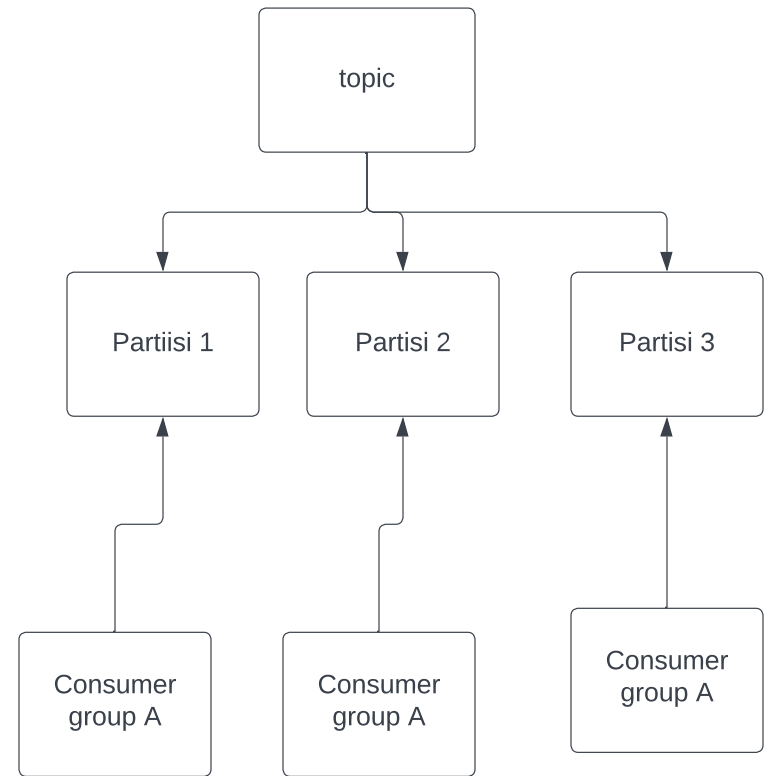 topic
Partiisi 1
Partisi 2
Partisi 3
Consumer
group A
Consumer
group A
Consumer
group A